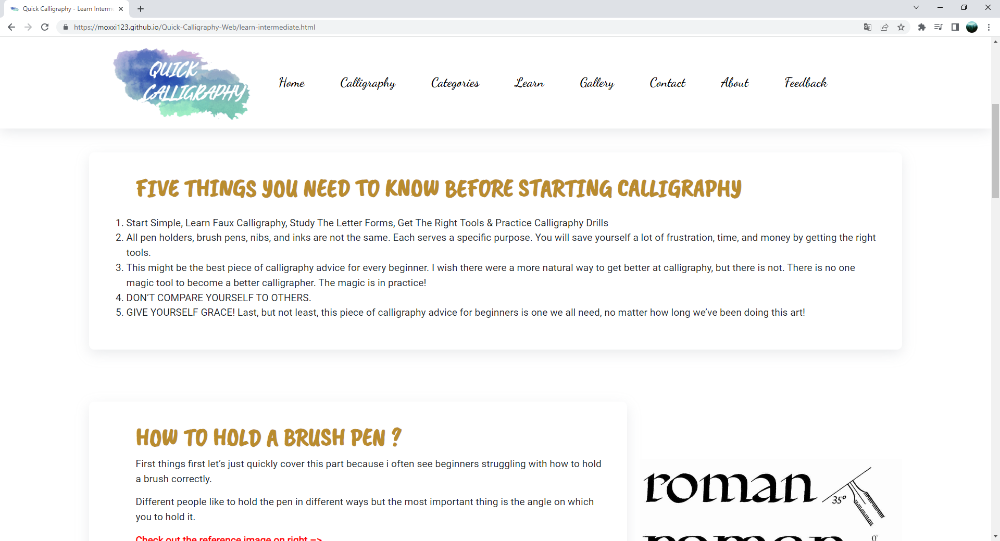 Quick Calligraphy - Learn Interme
https://moxxi123.github.io/Quick-Calligraphy-Web/learn-intermediate.html
QUICK
CALLIGRAPHY
Home Calligraphy Categories Learn Gallery Contact About Feedback
FIVE THINGS YOU NEED TO KNOW BEFORE STARTING CALLIGRAPHY
1. Start Simple, Learn Faux Calligraphy, Study The Letter Forms, Get The Right Tools & Practice Calligraphy Drills
2. All pen holders, brush pens, nibs, and inks are not the same. Each serves a specific purpose. You will save yourself a lot of frustration, time, and money by getting the right
tools.
3. This might be the best piece of calligraphy advice for every beginner. I wish there were a more natural way to get better at calligraphy, but there is not. There is no one
magic tool to become a better calligrapher. The magic is in practice!
4. DON’T COMPARE YOURSELF TO OTHERS.
5. GIVE YOURSELF GRACE! Last, but not least, this piece of calligraphy advice for beginners is one we all need, no matter how long we’ve been doing this art!
HOW TO HOLD A BRUSH PEN ?
First things first let’s just quickly cover this part because i often see beginners struggling with how to hold
a brush correctly.
Different people like to hold the pen in different ways but the most important thing is the angle on which
you to hold it.
Check out the reference image on right =>
roman
35º
roman
0°